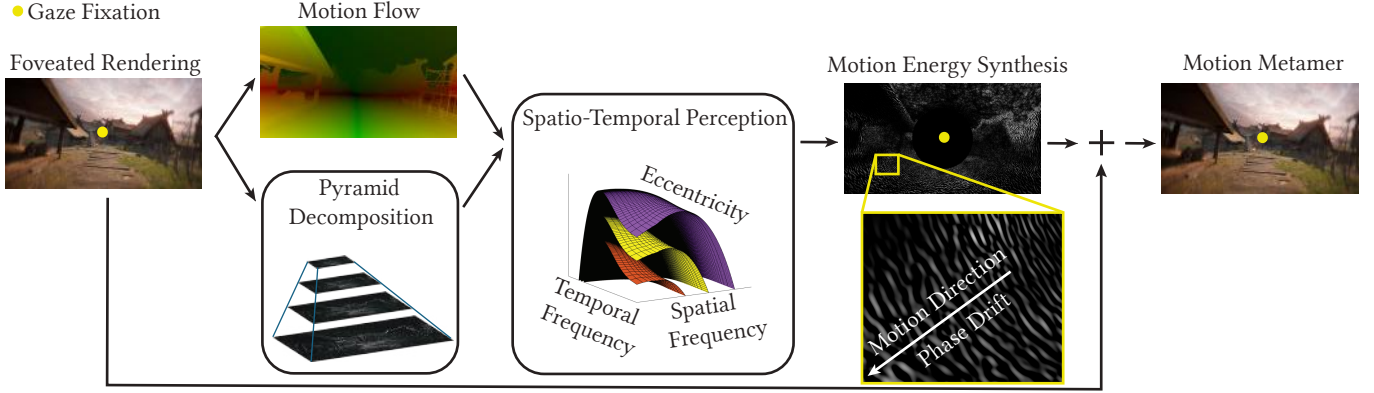 Gaze Fixation
Motion Flow
Foveated Rendering
Pyramid
Decomposition
Spatio-Temporal Perception
Eccentricity
Temporal
Frequency
Spatial
Frequency
Motion Energy Synthesis
Motion Direction
Phase Drift
+
Motion Metamer